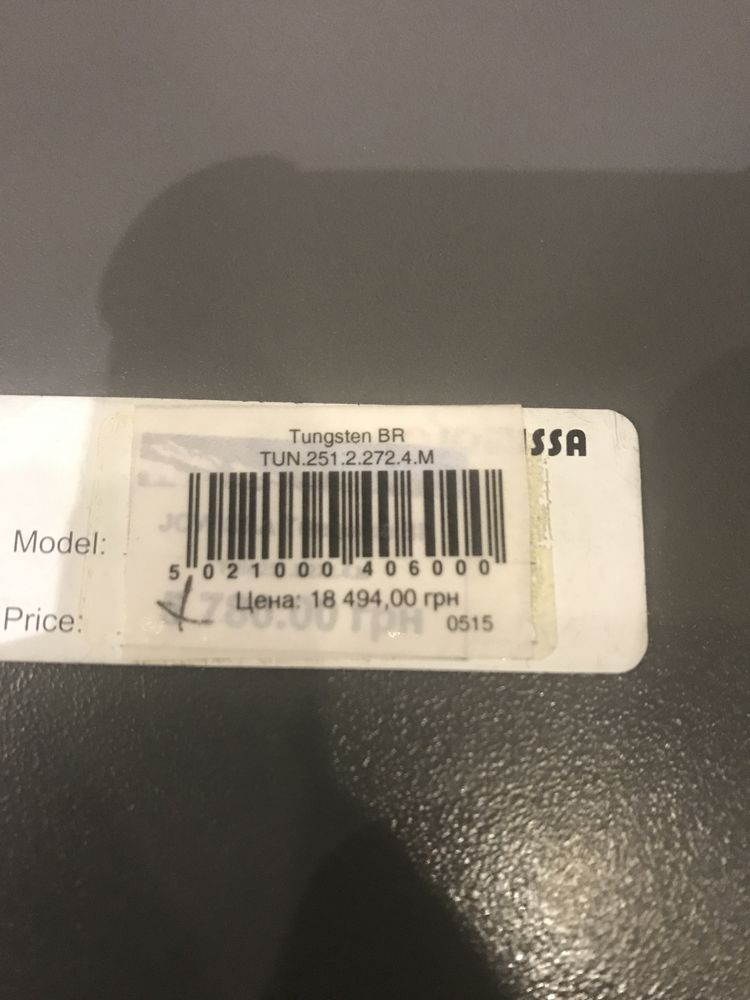 Tungsten BR
TUN.251.2.272.4.M
SSA
Model:
5 021000 406000
Price:
Цена: 18 494,00 грн
0515